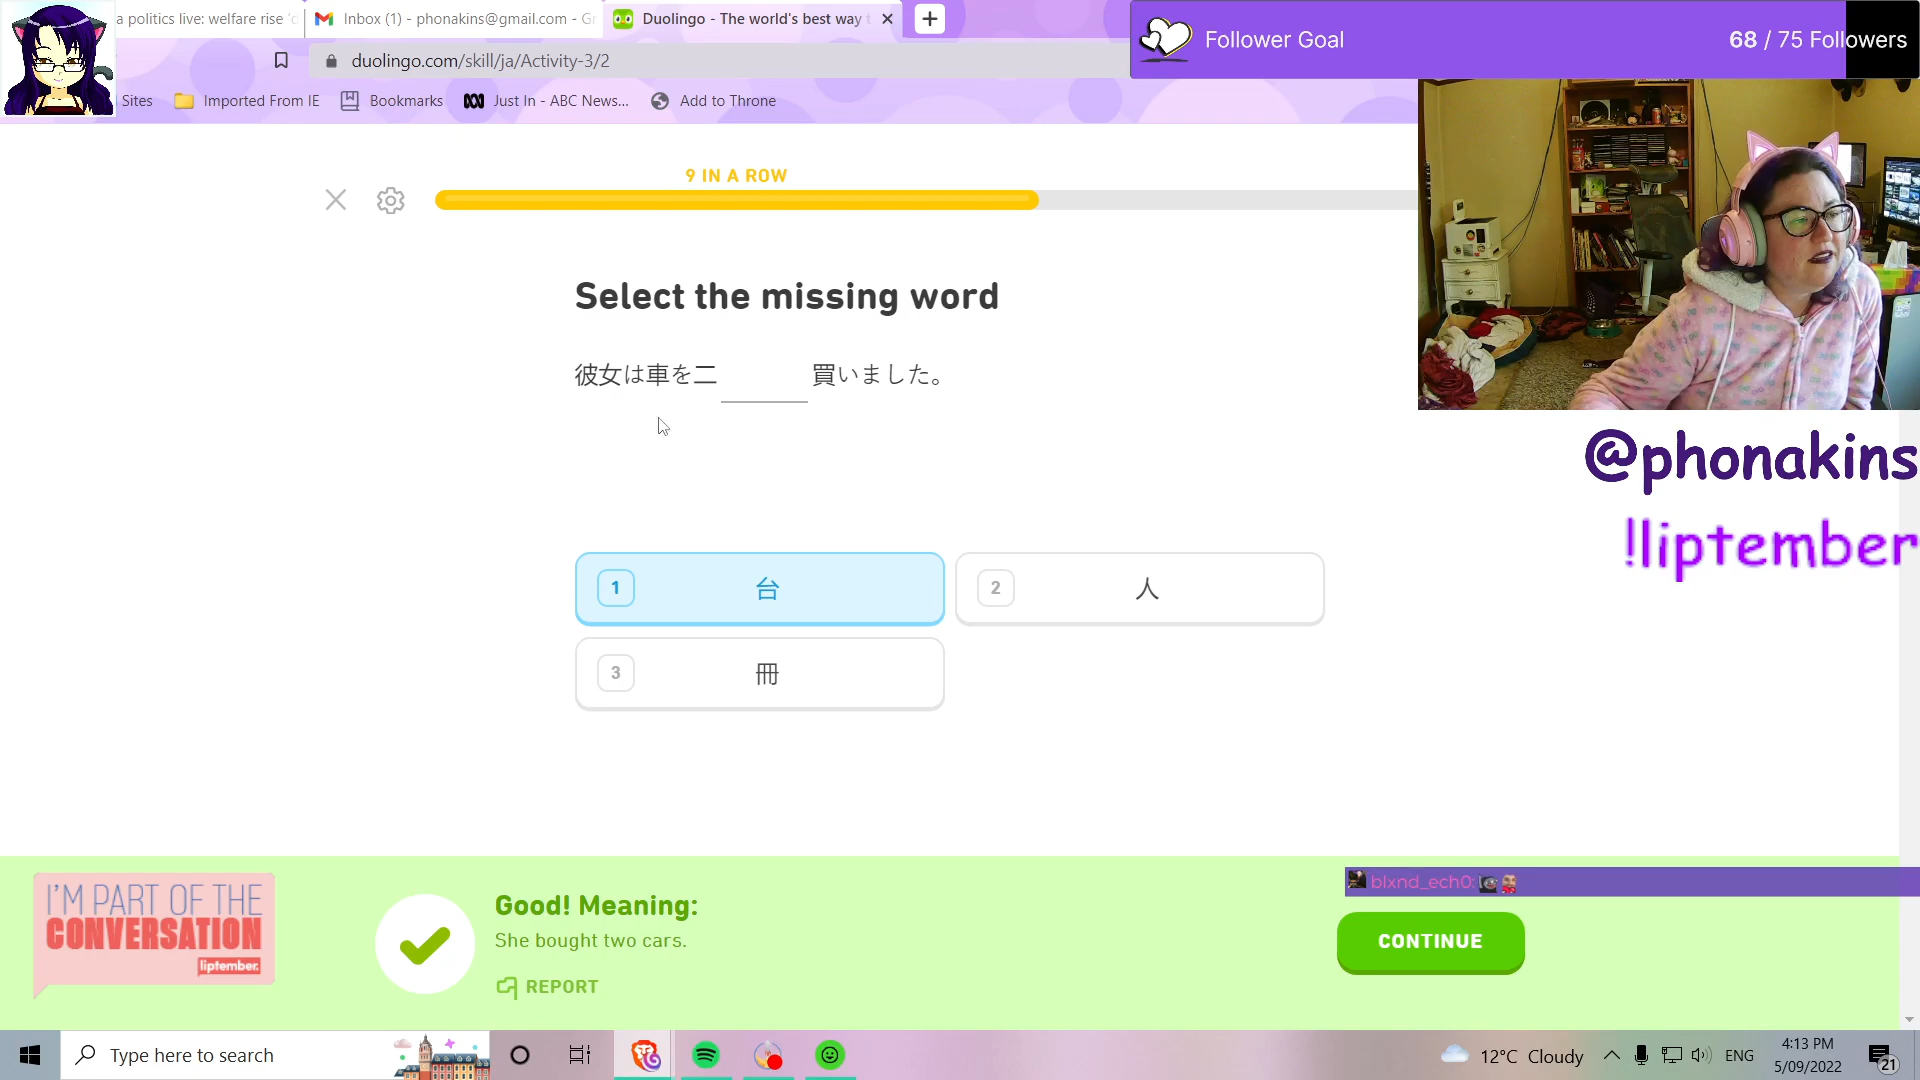 a politics live: welfare rise 'd
Inbox (1) - phonakins@gmail.com - Gr
Duolingo - The world's best way t
Follower Goal
68 / 75 Followers
duolingo.com/skill/ja/Activity-3/2
Sites
Imported From IE
Bookmarks
Just In - ABC News...
Add to Throne
9 IN A ROW
Select the missing word
彼女は車を二 買いました。
@phonakins
!liptember
1 台
2 人
3 冊
I'M PART OF THE
CONVERSATION
liptember.
Good! Meaning:
She bought two cars.
REPORT
blxnd_ech0:
CONTINUE
Type here to search
12°C Cloudy
ENG
4:13 PM
5/09/2022
21